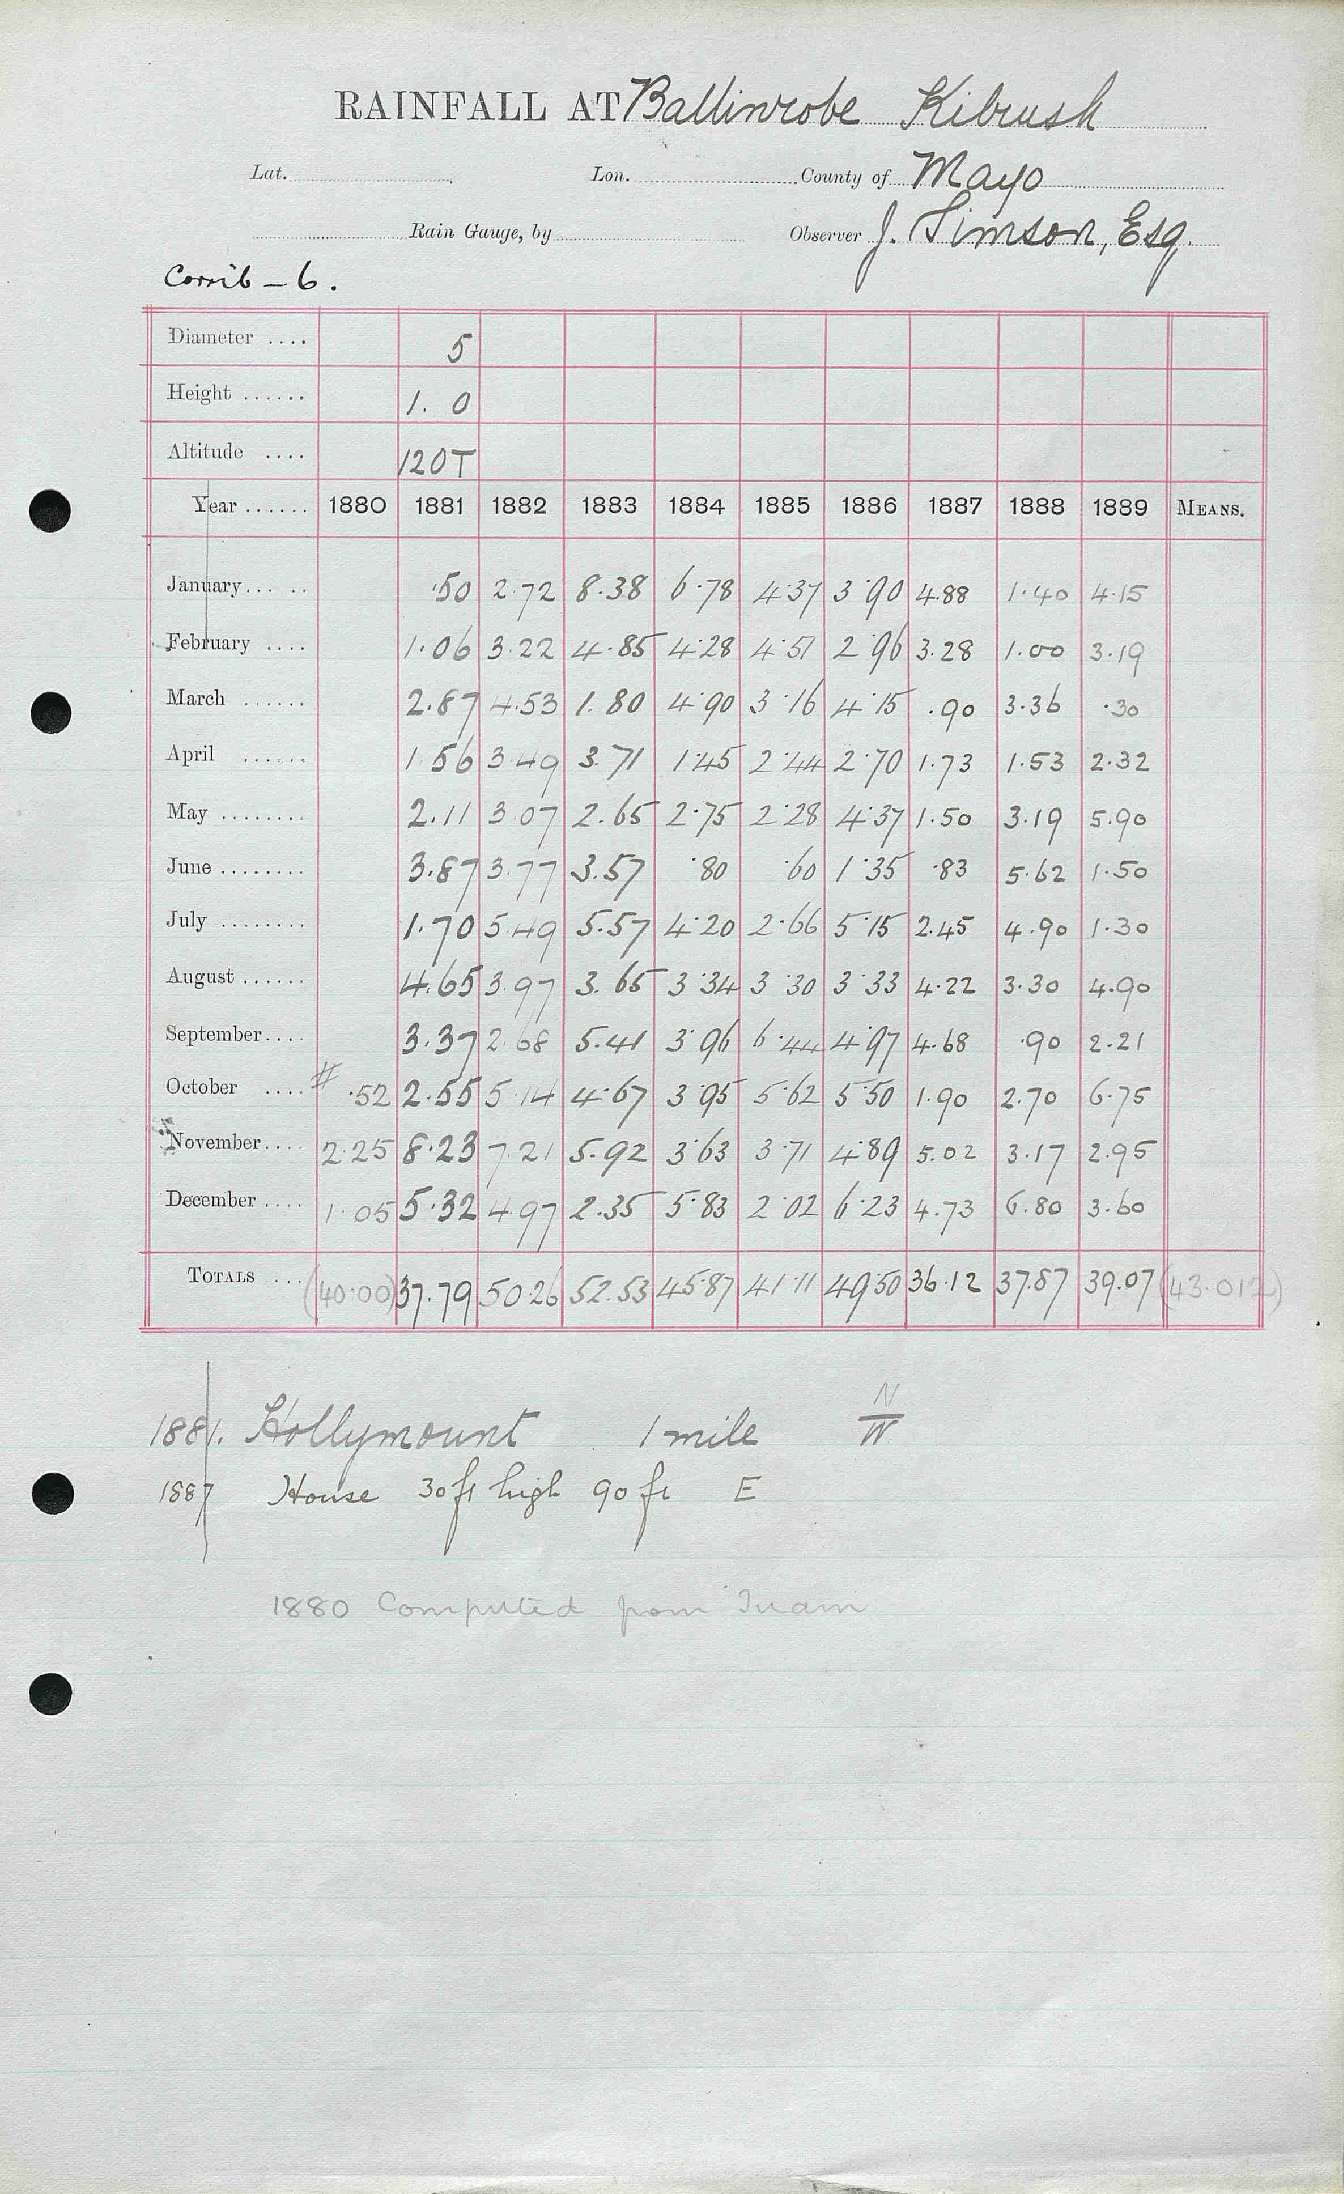 RAINFALL AT Ballinrobe Kibrush
Lat. Lon. County of Mayo
Rain Gauge, by Observer J. Simson, Esq.
Corrib - 6.
Diameter .... 5
Height ...... 1. 0
Altitude .... 120T
Year ...... 1880 1881 1882 1883 1884 1885 1886 1887 1888 1889 MEANS.
January ... .. .50 2.72 8.38 6.78 4.37 3.90 4.88 1.40 4.15
February .... 1.06 3.22 4.85 4.28 4.51 2.96 3.28 1.00 3.19
March ...... 2.87 4.53 1.80 4.90 3.16 4.15 .90 3.36 .30
April ...... 1.56 3.49 3.71 1.45 2.44 2.70 1.73 1.53 2.32
May ........ 2.11 3.07 2.65 2.75 2.28 4.37 1.50 3.19 5.90
June ........ 3.87 3.77 3.57 .80 .60 1.35 .83 5.62 1.50
July ........ 1.70 5.49 5.57 4.20 2.66 5.15 2.45 4.90 1.30
August ...... 4.65 3.97 3.65 3.34 3.30 3.33 4.22 3.30 4.90
September .... 3.37 2.68 5.41 3.96 6.44 4.97 4.68 .90 2.21
October .... # .52 2.55 5.14 4.67 3.95 5.62 5.50 1.90 2.70 6.75
November .... 2.25 8.23 7.21 5.92 3.63 3.71 4.89 5.02 3.17 2.95
December .... 1.05 5.32 4.97 2.35 5.83 2.02 6.23 4.73 6.80 3.60
TOTALS ... (40.00) 37.79 50.26 52.53 45.87 41.11 49.50 36.12 37.87 39.07 (43.012)
1881. Hollymount 1 mile N/W
1887 House 30 ft high 90 ft E
1880 Computed from Tuam